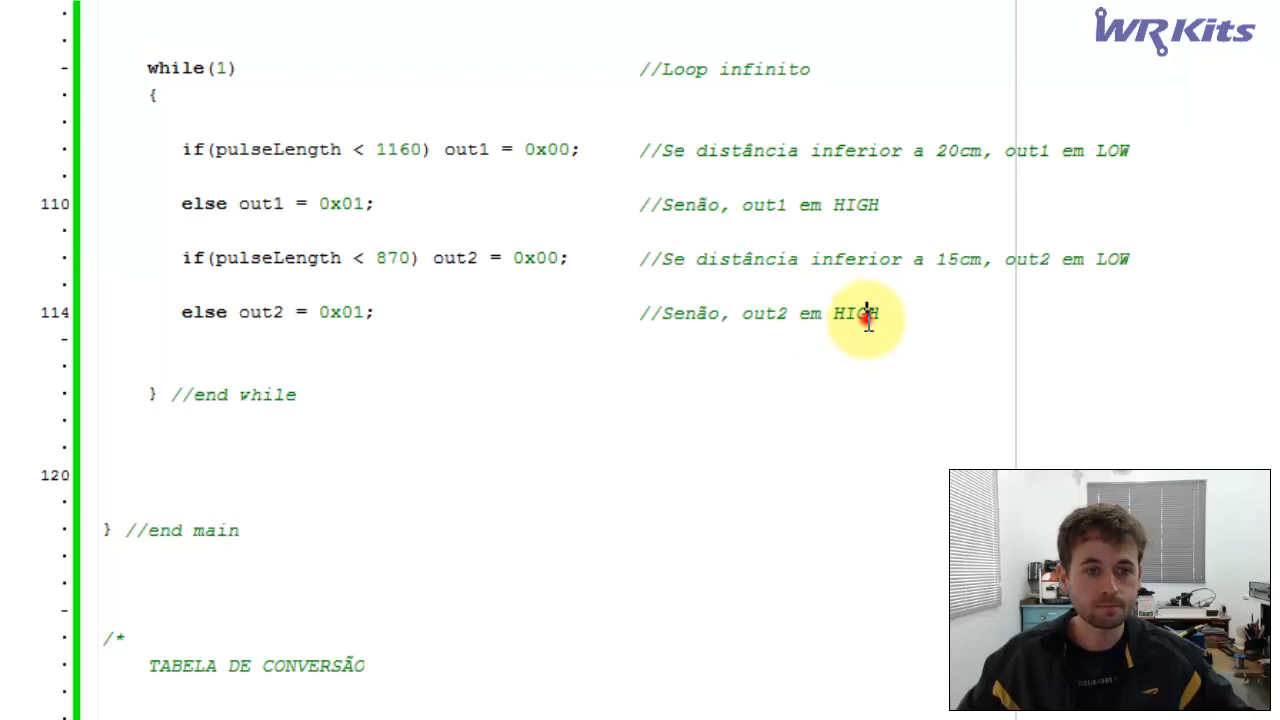 WR Kits
while(1) //Loop infinito
{
if(pulseLength < 1160) out1 = 0x00; //Se distância inferior a 20cm, out1 em LOW
110 else out1 = 0x01; //Senão, out1 em HIGH
if(pulseLength < 870) out2 = 0x00; //Se distância inferior a 15cm, out2 em LOW
114 else out2 = 0x01; //Senão, out2 em HIGH
} //end while
120
} //end main
/*
TABELA DE CONVERSÃO